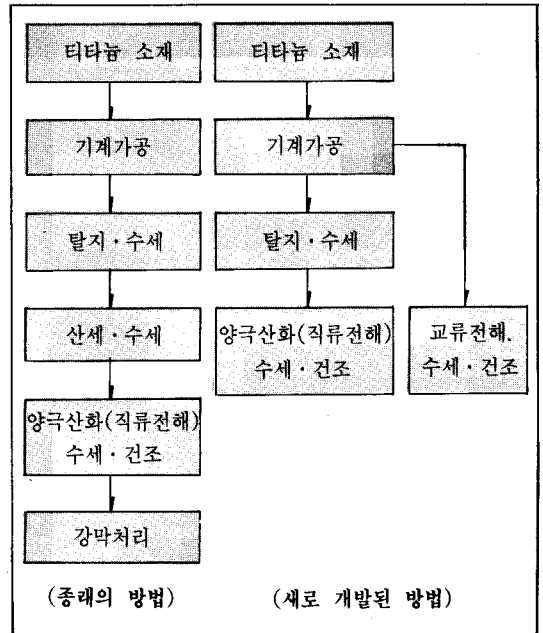 티타늄 소재
기계가공
탈지·수세
산세·수세
양극산화(직류전해)
수세·건조
강막처리
(종래의 방법)
티타늄 소재
기계가공
탈지·수세
양극산화(직류전해)
수세·건조
교류전해.
수세·건조
(새로 개발된 방법)